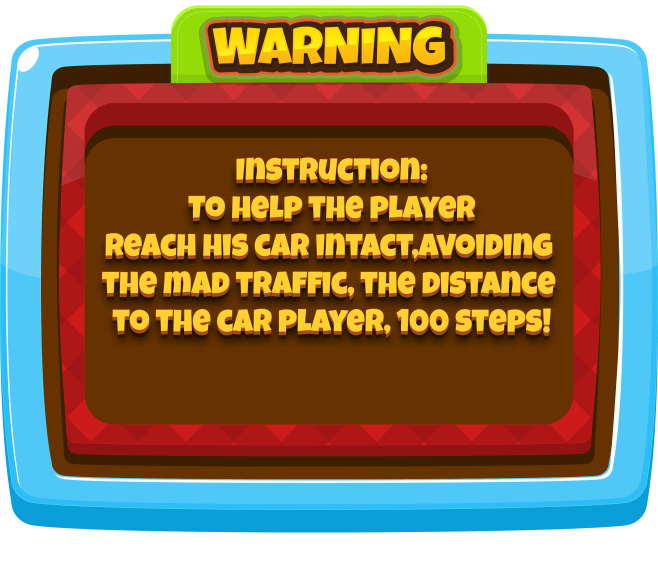 WARNING
INSTRUCTION:
TO HELP THE PLAYER
REACH HIS CAR INTACT,AVOIDING
THE MAD TRAFFIC, THE DISTANCE
TO THE CAR PLAYER, 100 STEPS!